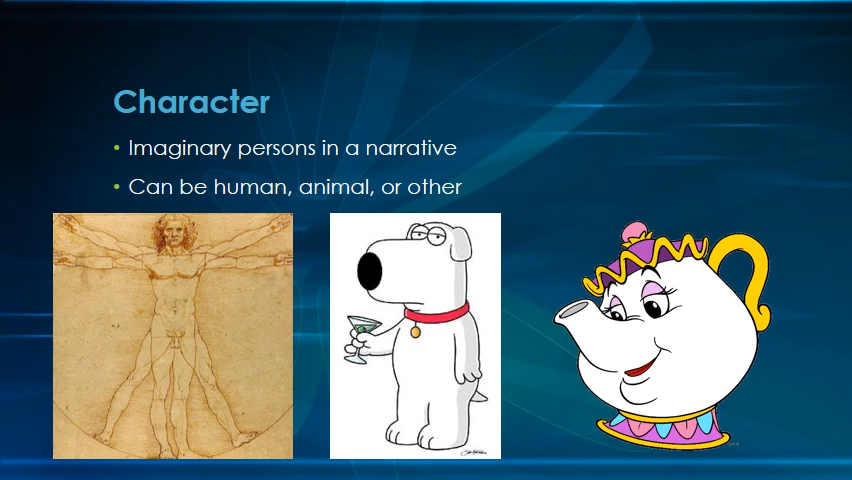 Character
• Imaginary persons in a narrative
• Can be human, animal, or other